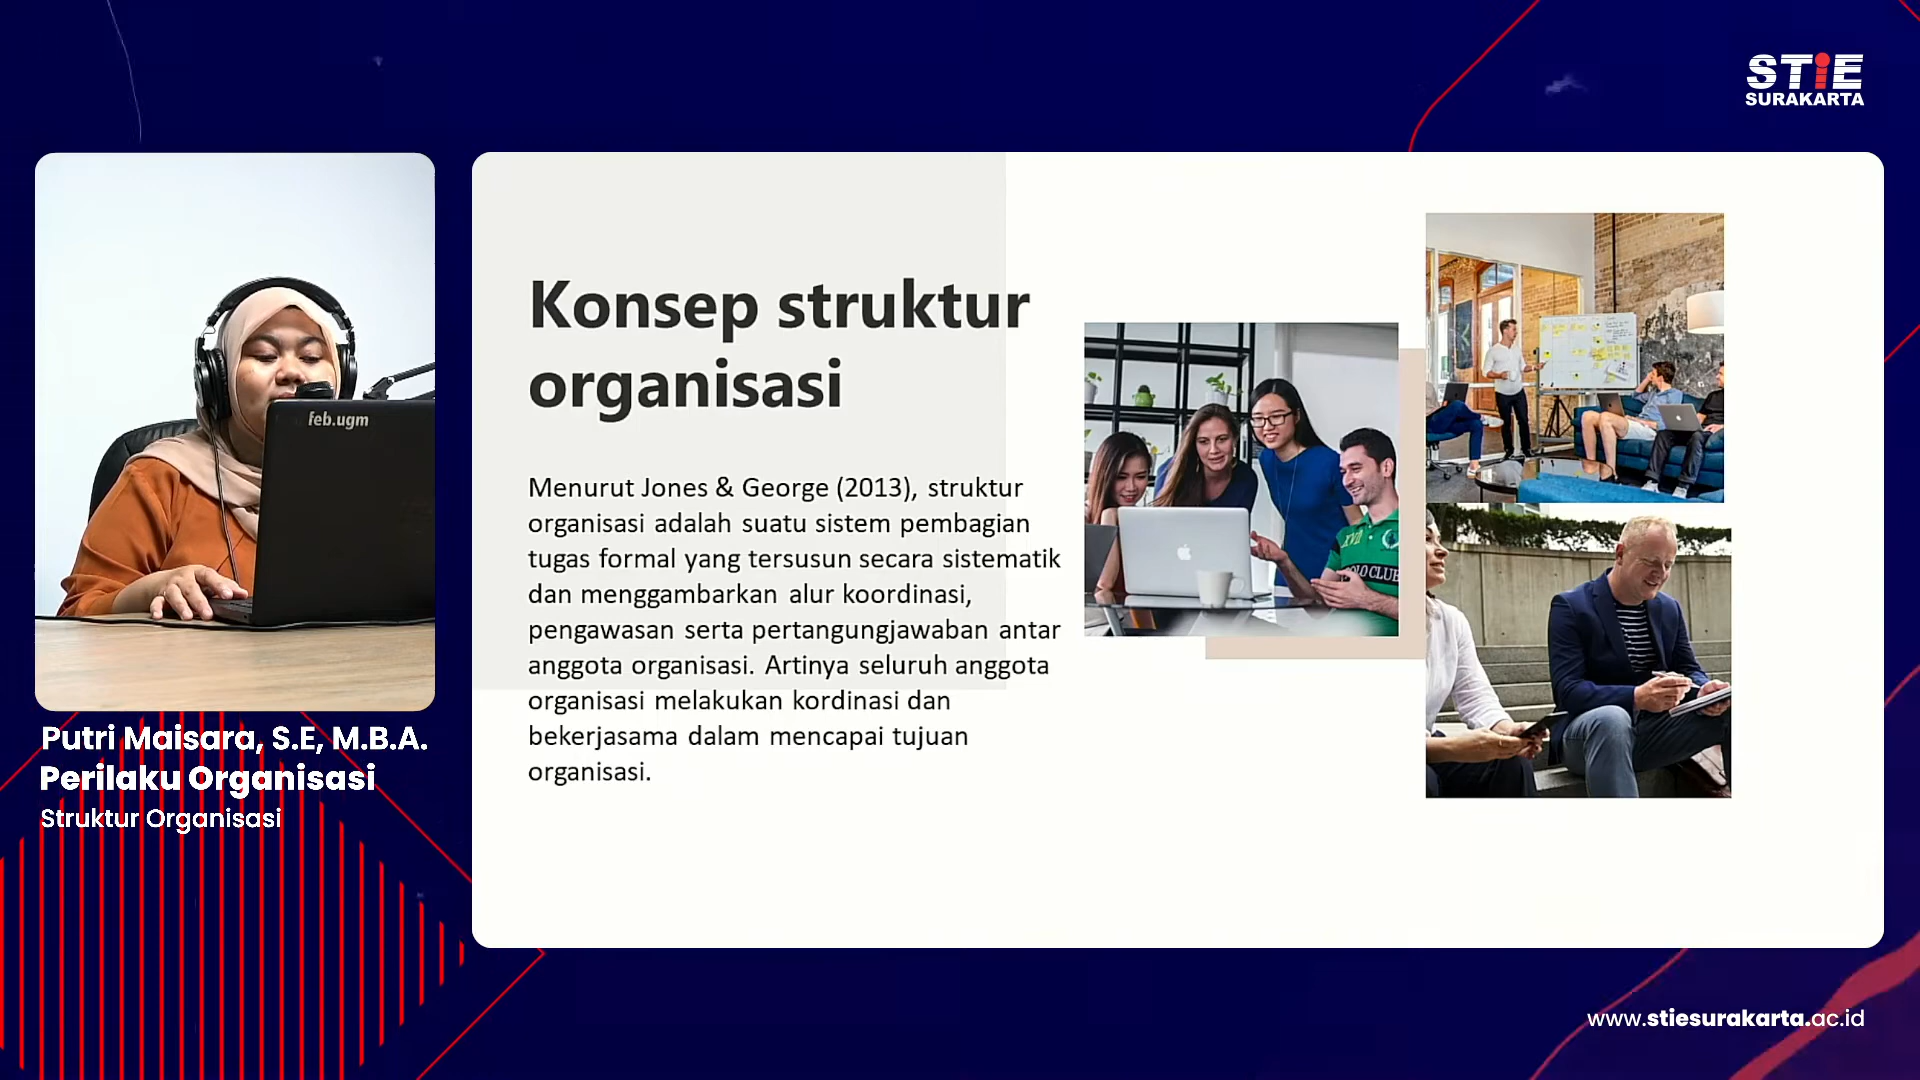 STiE
SURAKARTA
feb.ugm
Konsep struktur
organisasi
Menurut Jones & George (2013), struktur
organisasi adalah suatu sistem pembagian
tugas formal yang tersusun secara sistematik
dan menggambarkan alur koordinasi,
pengawasan serta pertangungjawaban antar
anggota organisasi. Artinya seluruh anggota
organisasi melakukan kordinasi dan
bekerjasama dalam mencapai tujuan
organisasi.
POLO CLUB
Putri Maisara, S.E, M.B.A.
Perilaku Organisasi
Struktur Organisasi
www.stiesurakarta.ac.id